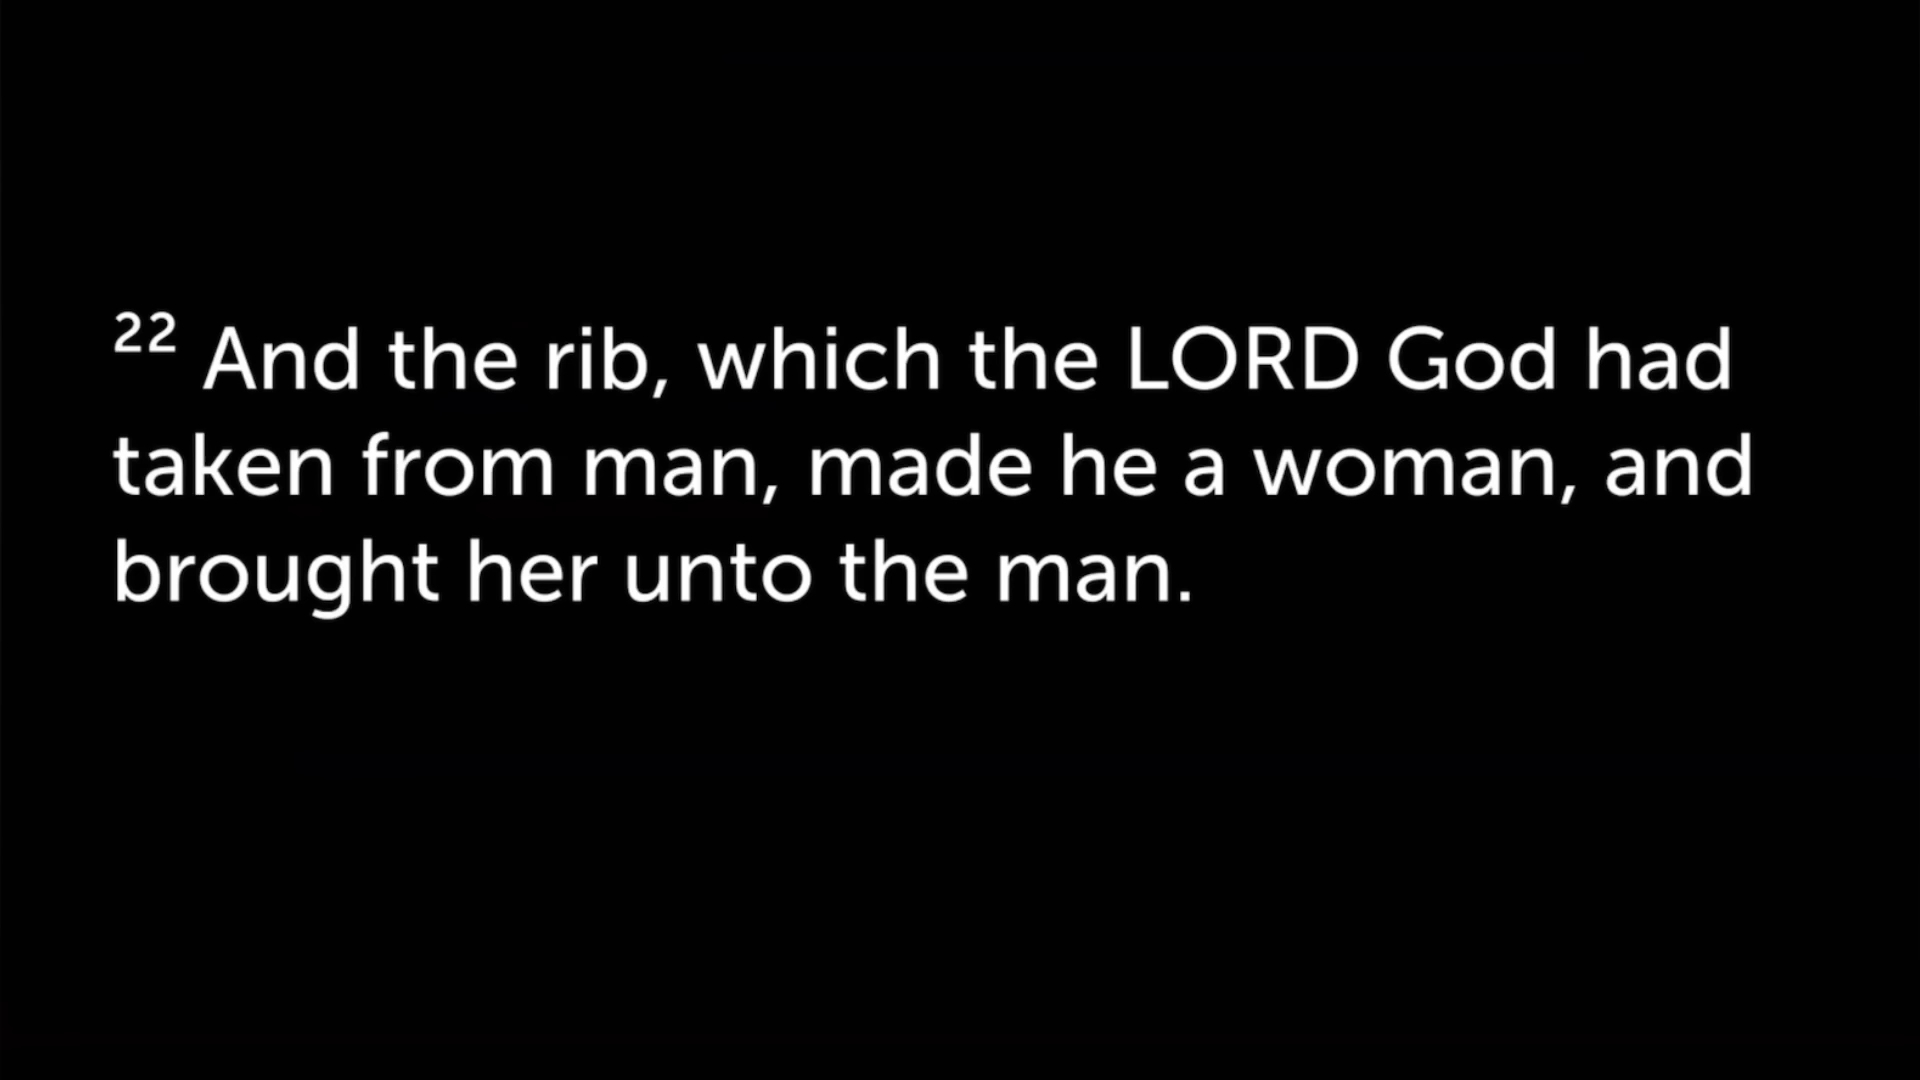 22 And the rib, which the LORD God had
taken from man, made he a woman, and
brought her unto the man.